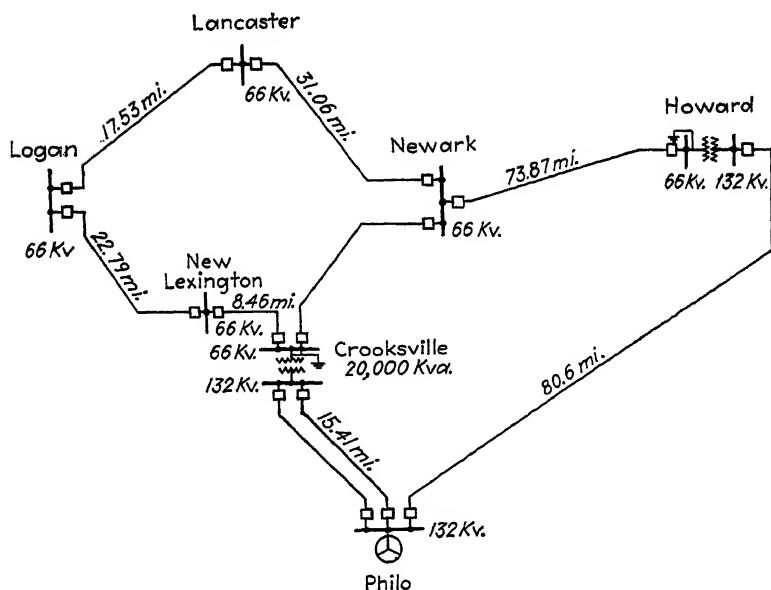 Lancaster
66 Kv.
17.53 mi.
31.06 mi.
Howard
66 Kv. 132 Kv.
Newark
66 Kv.
73.87 mi.
Logan
66 Kv
22.79 mi.
New
Lexington
66 Kv.
8.46 mi.
66 Kv.
Crooksville
20,000 Kva.
132 Kv.
15.41 mi.
80.6 mi.
132 Kv.
Philo